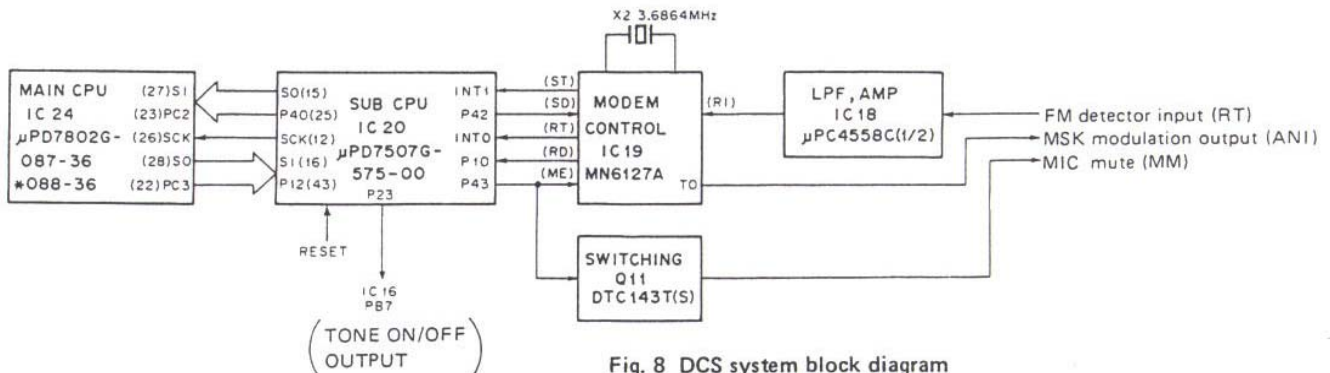 X2 3.6864MHz
MAIN CPU
IC 24
μPD7802G-
087-36
*088-36
(27)SI
(23)PC2
(26)SCK
(28)SO
(22)PC3
SO(15)
P40(25)
SCK(12)
SI(16)
P12(43)
SUB CPU
IC 20
μPD7507G-
575-00
P23
INT1
P42
INT0
P10
P43
(ST)
(SD)
(RT)
(RD)
(ME)
MODEM
CONTROL
IC19
MN6127A
TO
(RI)
LPF, AMP
IC 18
μPC4558C(1/2)
FM detector input (RT)
MSK modulation output (ANI)
MIC mute (MM)
RESET
IC 16
PB7
(TONE ON/OFF
OUTPUT)
SWITCHING
Q11
DTC143T(S)
Fig. 8 DCS system block diagram